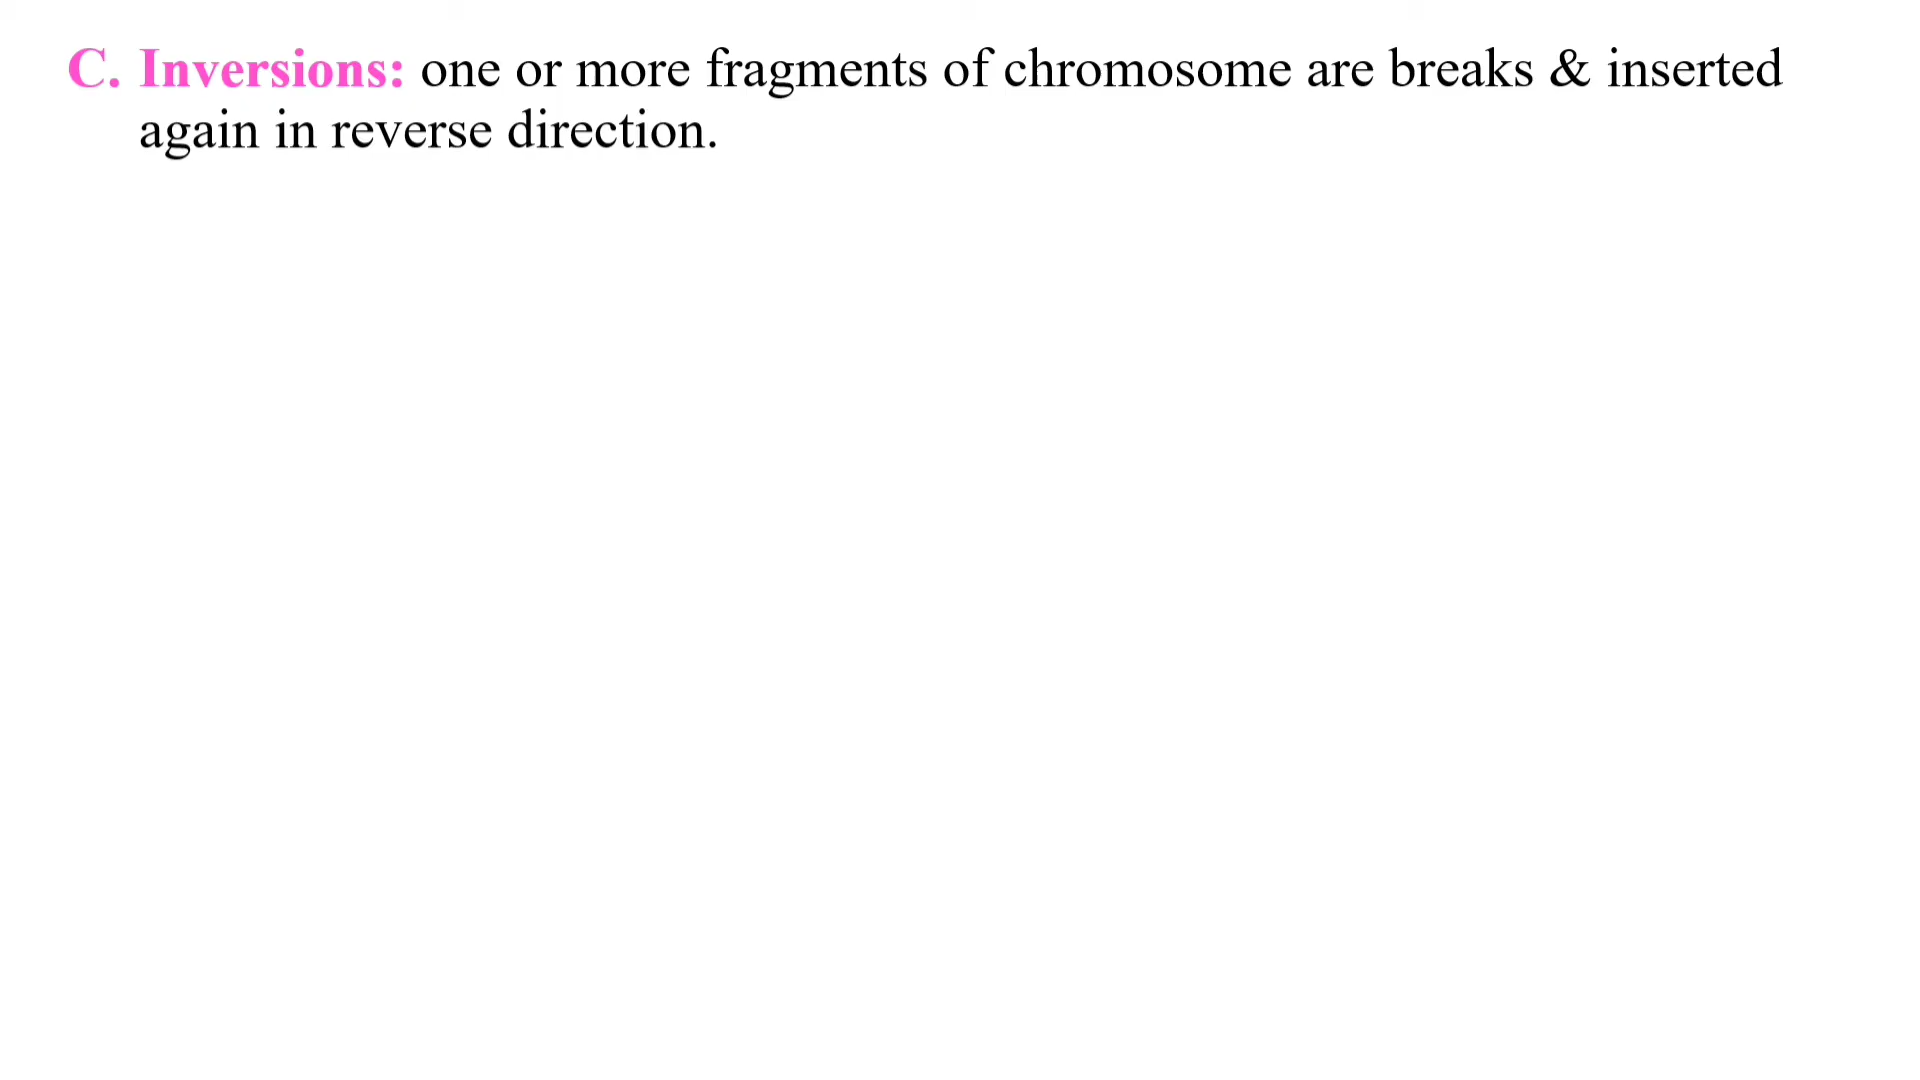 C. Inversions: one or more fragments of chromosome are breaks & inserted
again in reverse direction.